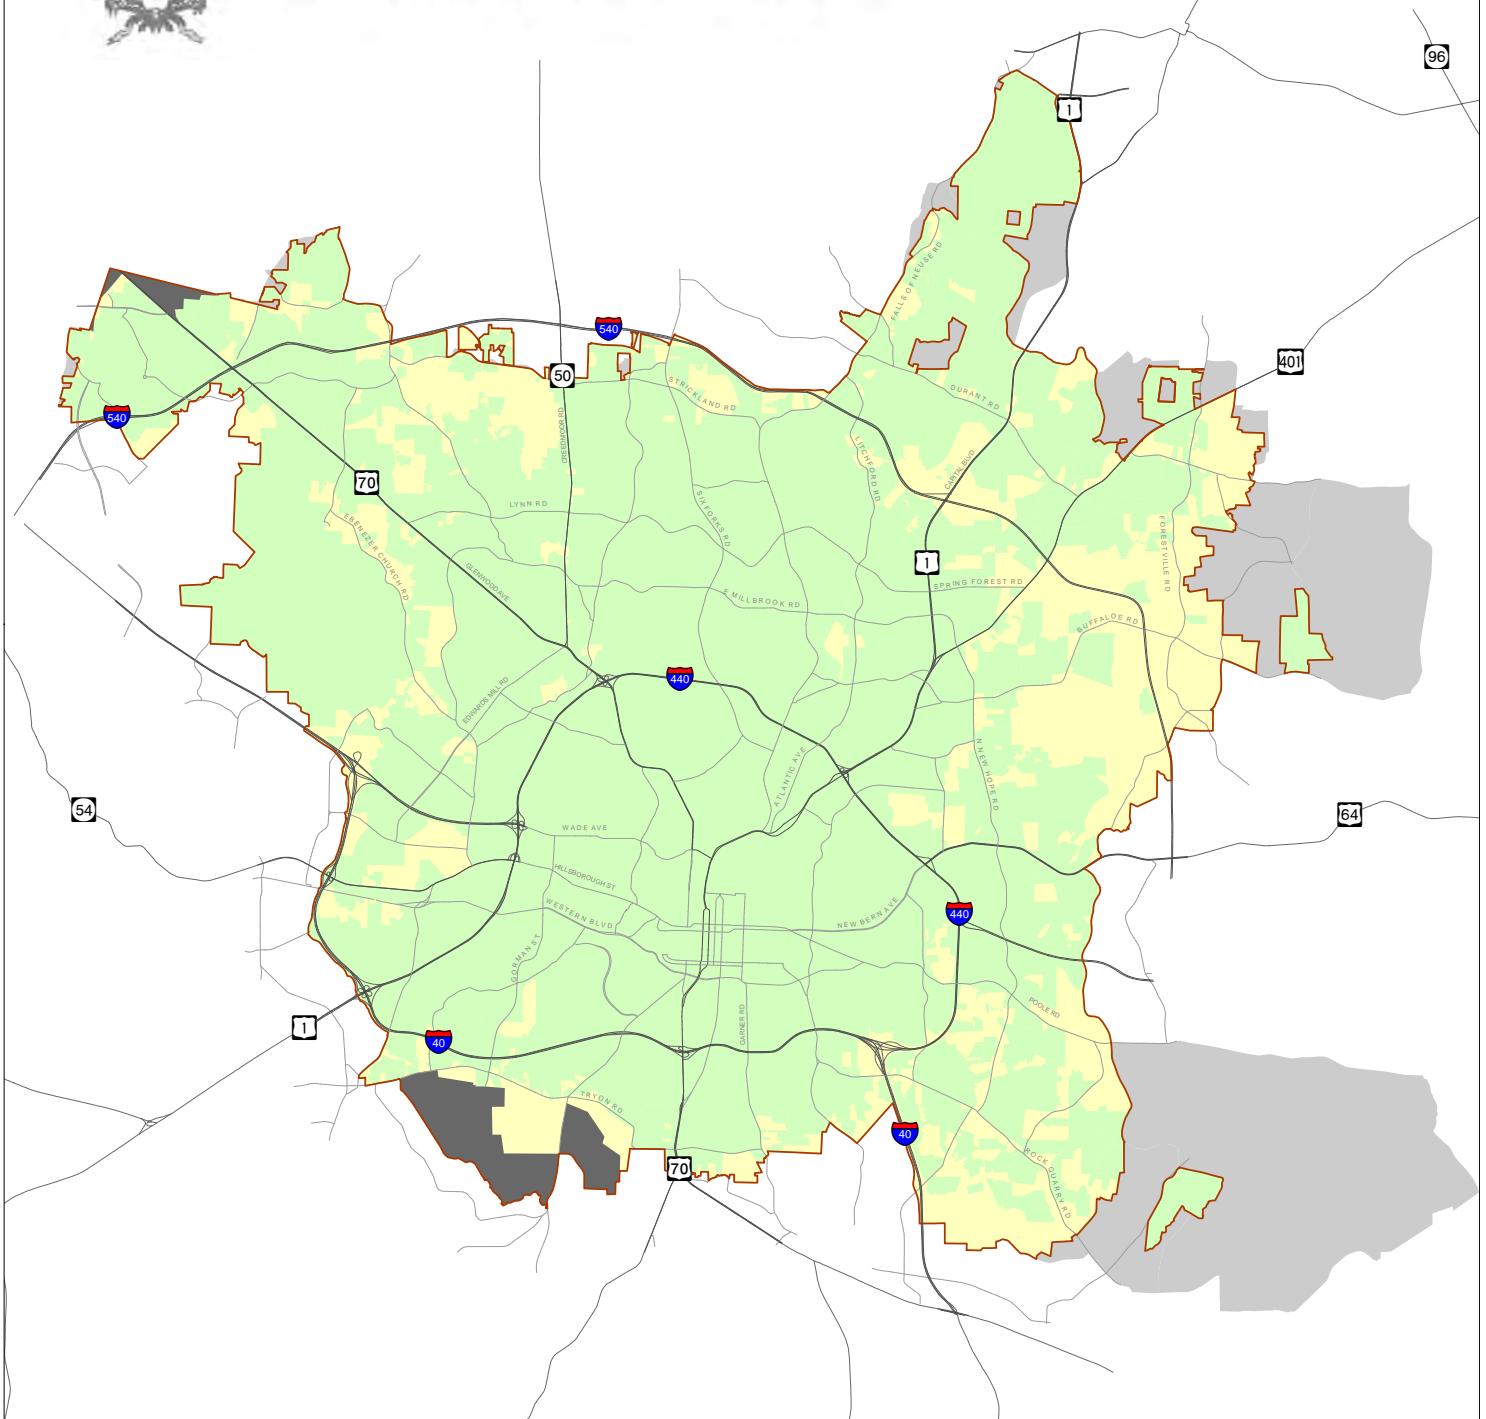 96
1
FALLS OF NEUSE RD
540
401
50
STRICKLAND RD
DURANT RD
540
CREEDMOOR RD
LITCHFORD RD
CAPITAL BLVD
70
LYNN RD
SIX FORKS RD
EBENEZER CHURCH RD
FORESTVILLE RD
1
GLENWOOD AVE
SPRING FOREST RD
E MILLBROOK RD
BUFFALOE RD
440
EDWARDS MILL RD
N NEW HOPE RD
ATLANTIC AVE
54
64
WADE AVE
HILLSBOROUGH ST
WESTERN BLVD
NEW BERN AVE
440
GORMAN ST
POOLE RD
1
GARNER RD
40
TRYON RD
40
70
ROCK QUARRY RD